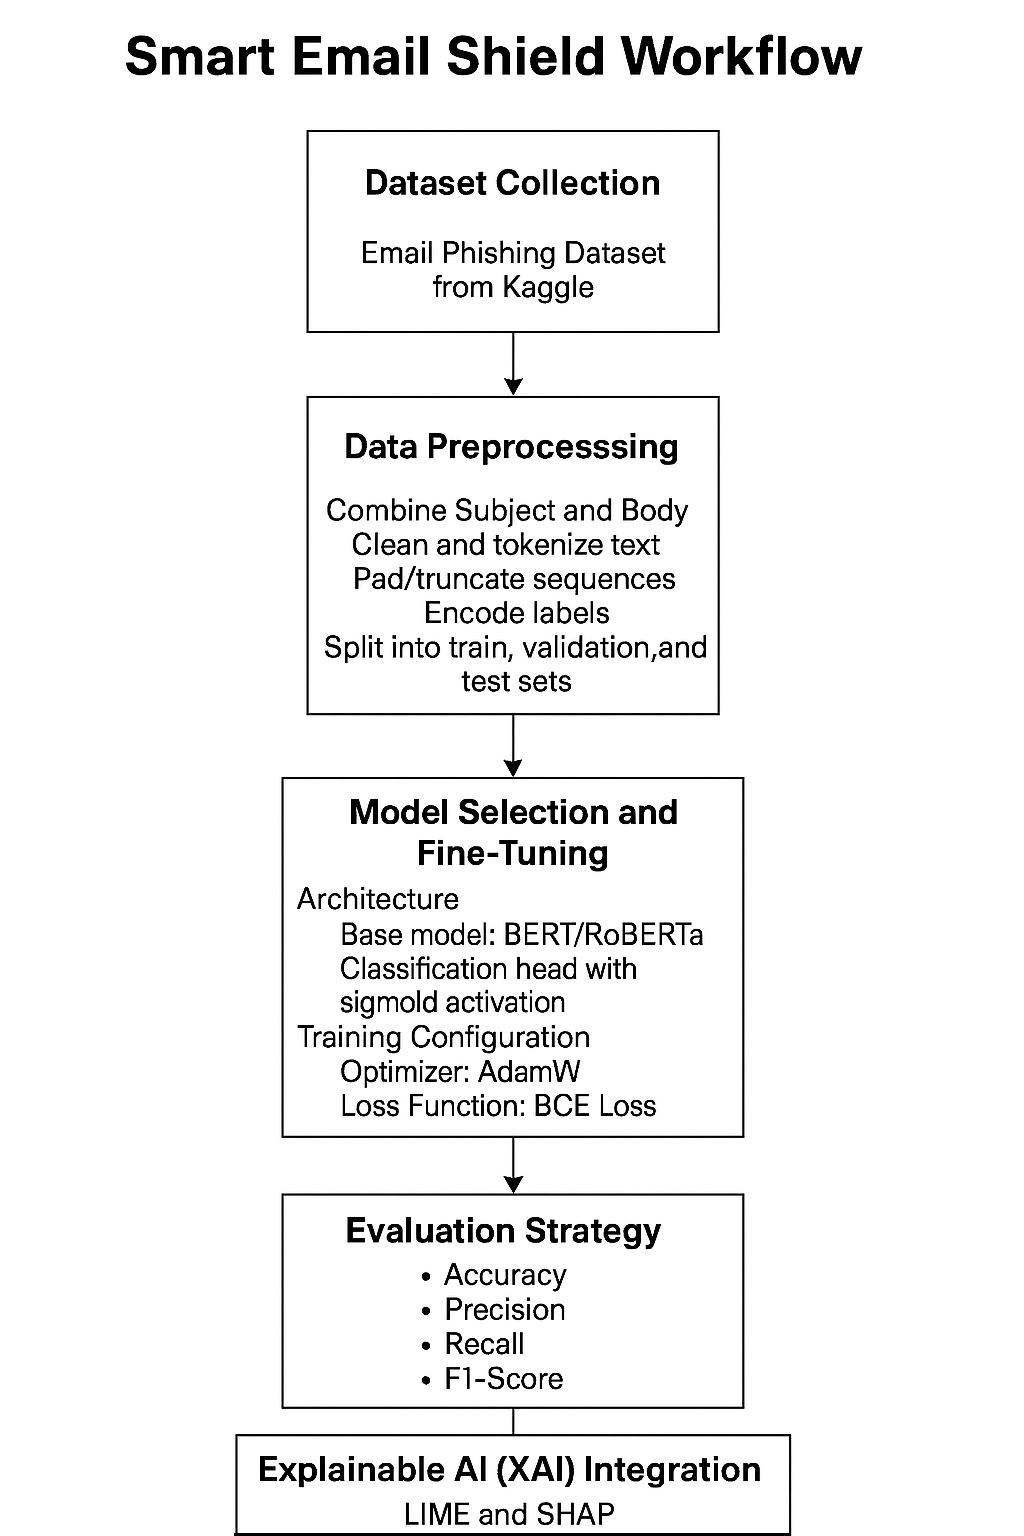 Smart Email Shield Workflow
Dataset Collection
Email Phishing Dataset
from Kaggle
Data Preprocesssing
Combine Subject and Body
Clean and tokenize text
Pad/truncate sequences
Encode labels
Split into train, validation,and
test sets
Model Selection and
Fine-Tuning
Architecture
Base model: BERT/RoBERTa
Classification head with
sigmold activation
Training Configuration
Optimizer: AdamW
Loss Function: BCE Loss
Evaluation Strategy
• Accuracy
• Precision
• Recall
• F1-Score
Explainable AI (XAI) Integration
LIME and SHAP